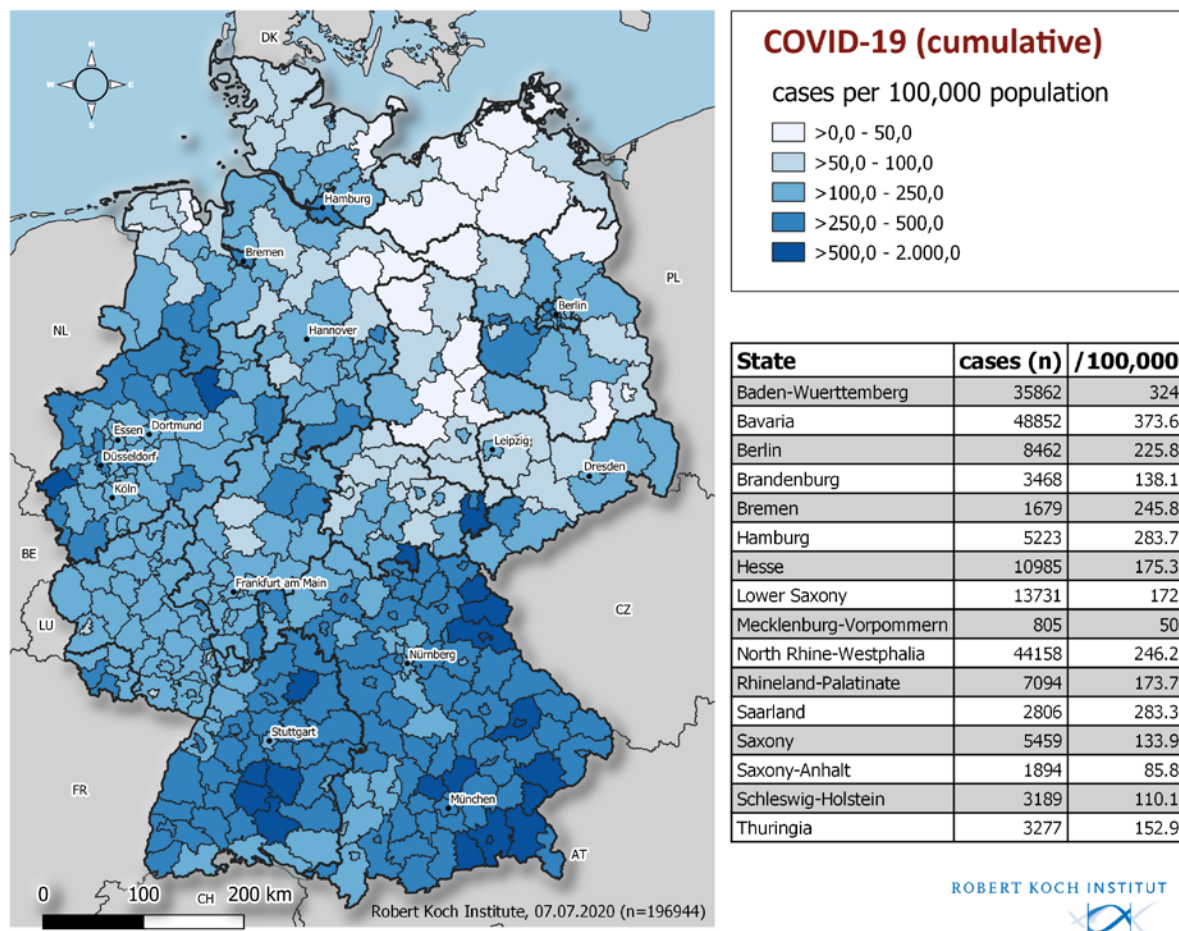 DK
N
W
E
S
Hamburg
Bremen
PL
Berlin
NL
Hannover
Essen
Dortmund
Leipzig
Düsseldorf
Dresden
Köln
BE
Frankfurt am Main
CZ
LU
Nürnberg
Stuttgart
FR
München
AT
0 100 200 km
CH
Robert Koch Institute, 07.07.2020 (n=196944)
COVID-19 (cumulative)
cases per 100,000 population
>0,0 - 50,0
>50,0 - 100,0
>100,0 - 250,0
>250,0 - 500,0
>500,0 - 2.000,0
State cases (n) /100,000
Baden-Wuerttemberg 35862 324
Bavaria 48852 373.6
Berlin 8462 225.8
Brandenburg 3468 138.1
Bremen 1679 245.8
Hamburg 5223 283.7
Hesse 10985 175.3
Lower Saxony 13731 172
Mecklenburg-Vorpommern 805 50
North Rhine-Westphalia 44158 246.2
Rhineland-Palatinate 7094 173.7
Saarland 2806 283.3
Saxony 5459 133.9
Saxony-Anhalt 1894 85.8
Schleswig-Holstein 3189 110.1
Thuringia 3277 152.9
ROBERT KOCH INSTITUT